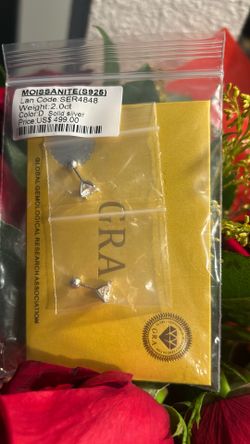 MOISSANITE(S925)
Lan Code:SER4848
Weight:2.0ct
Color:D Solid silver
Price:US$ 499.00
GRA
GLOBAL GEMOLOGICAL RESEARCH ASSOCIATION
GRA